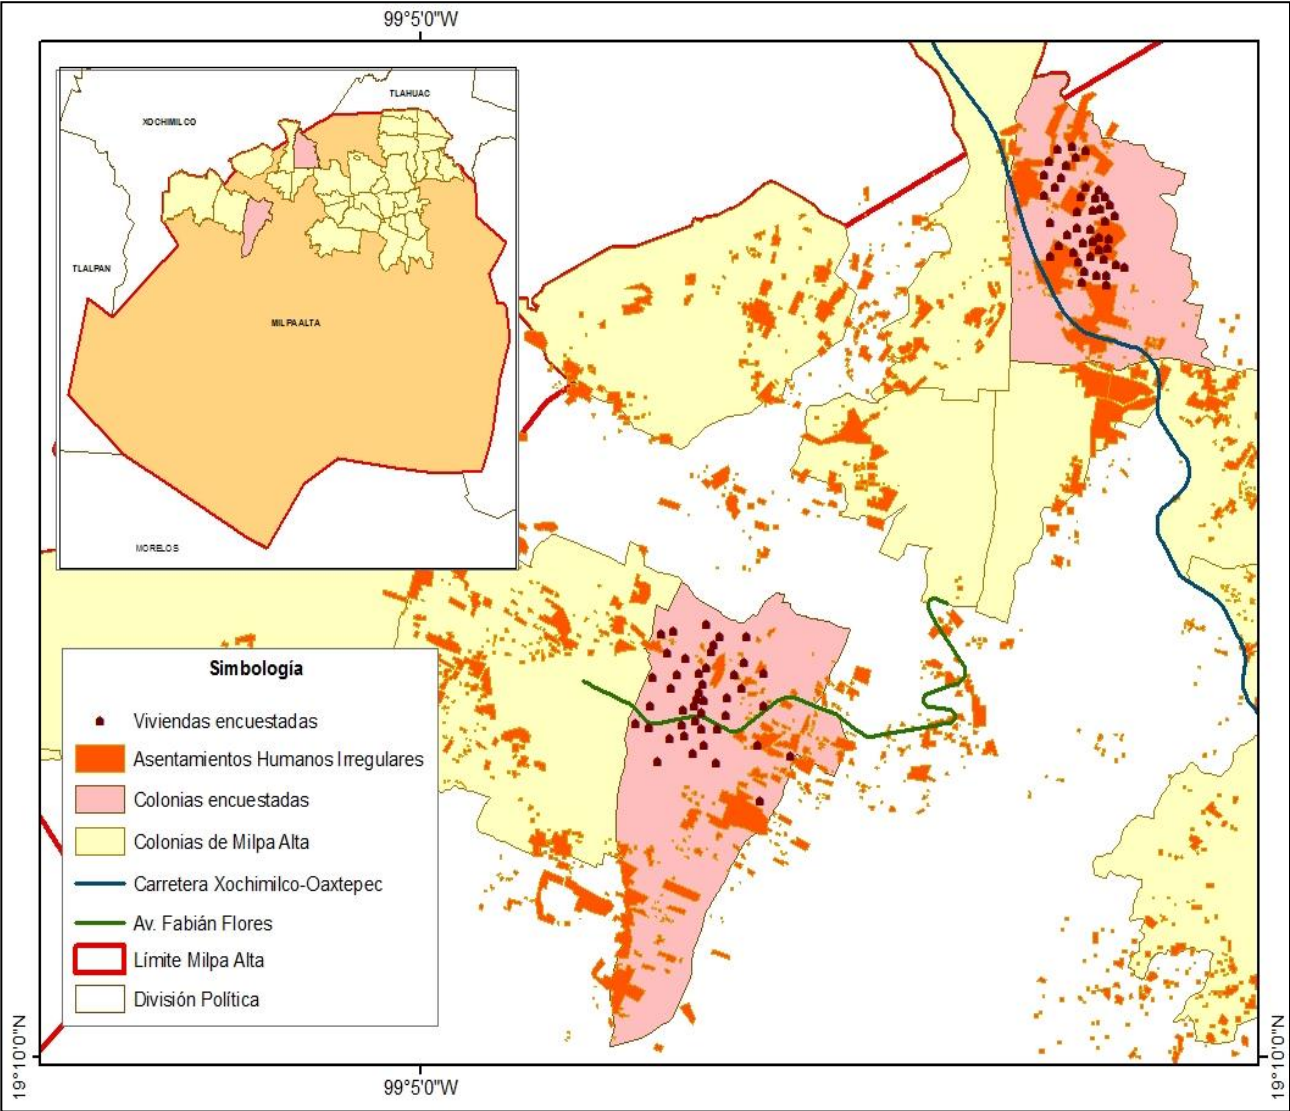 99°5'0"W
TLAHUAC
XOCHIMILCO
TLALPAN
MILPA ALTA
MORELOS
Simbología
Viviendas encuestadas
Asentamientos Humanos Irregulares
Colonias encuestadas
Colonias de Milpa Alta
Carretera Xochimilco-Oaxtepec
Av. Fabián Flores
Límite Milpa Alta
División Política
19°10'0"N
19°10'0"N
99°5'0"W